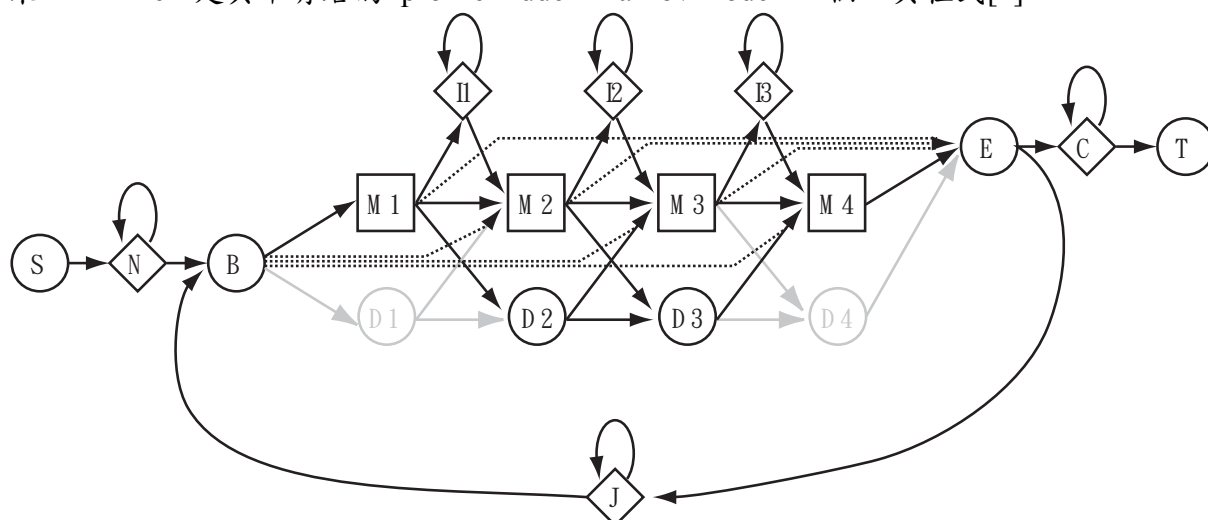 I1 I2 I3
E C T
M1 M2 M3 M4
S N B
D1 D2 D3 D4
J